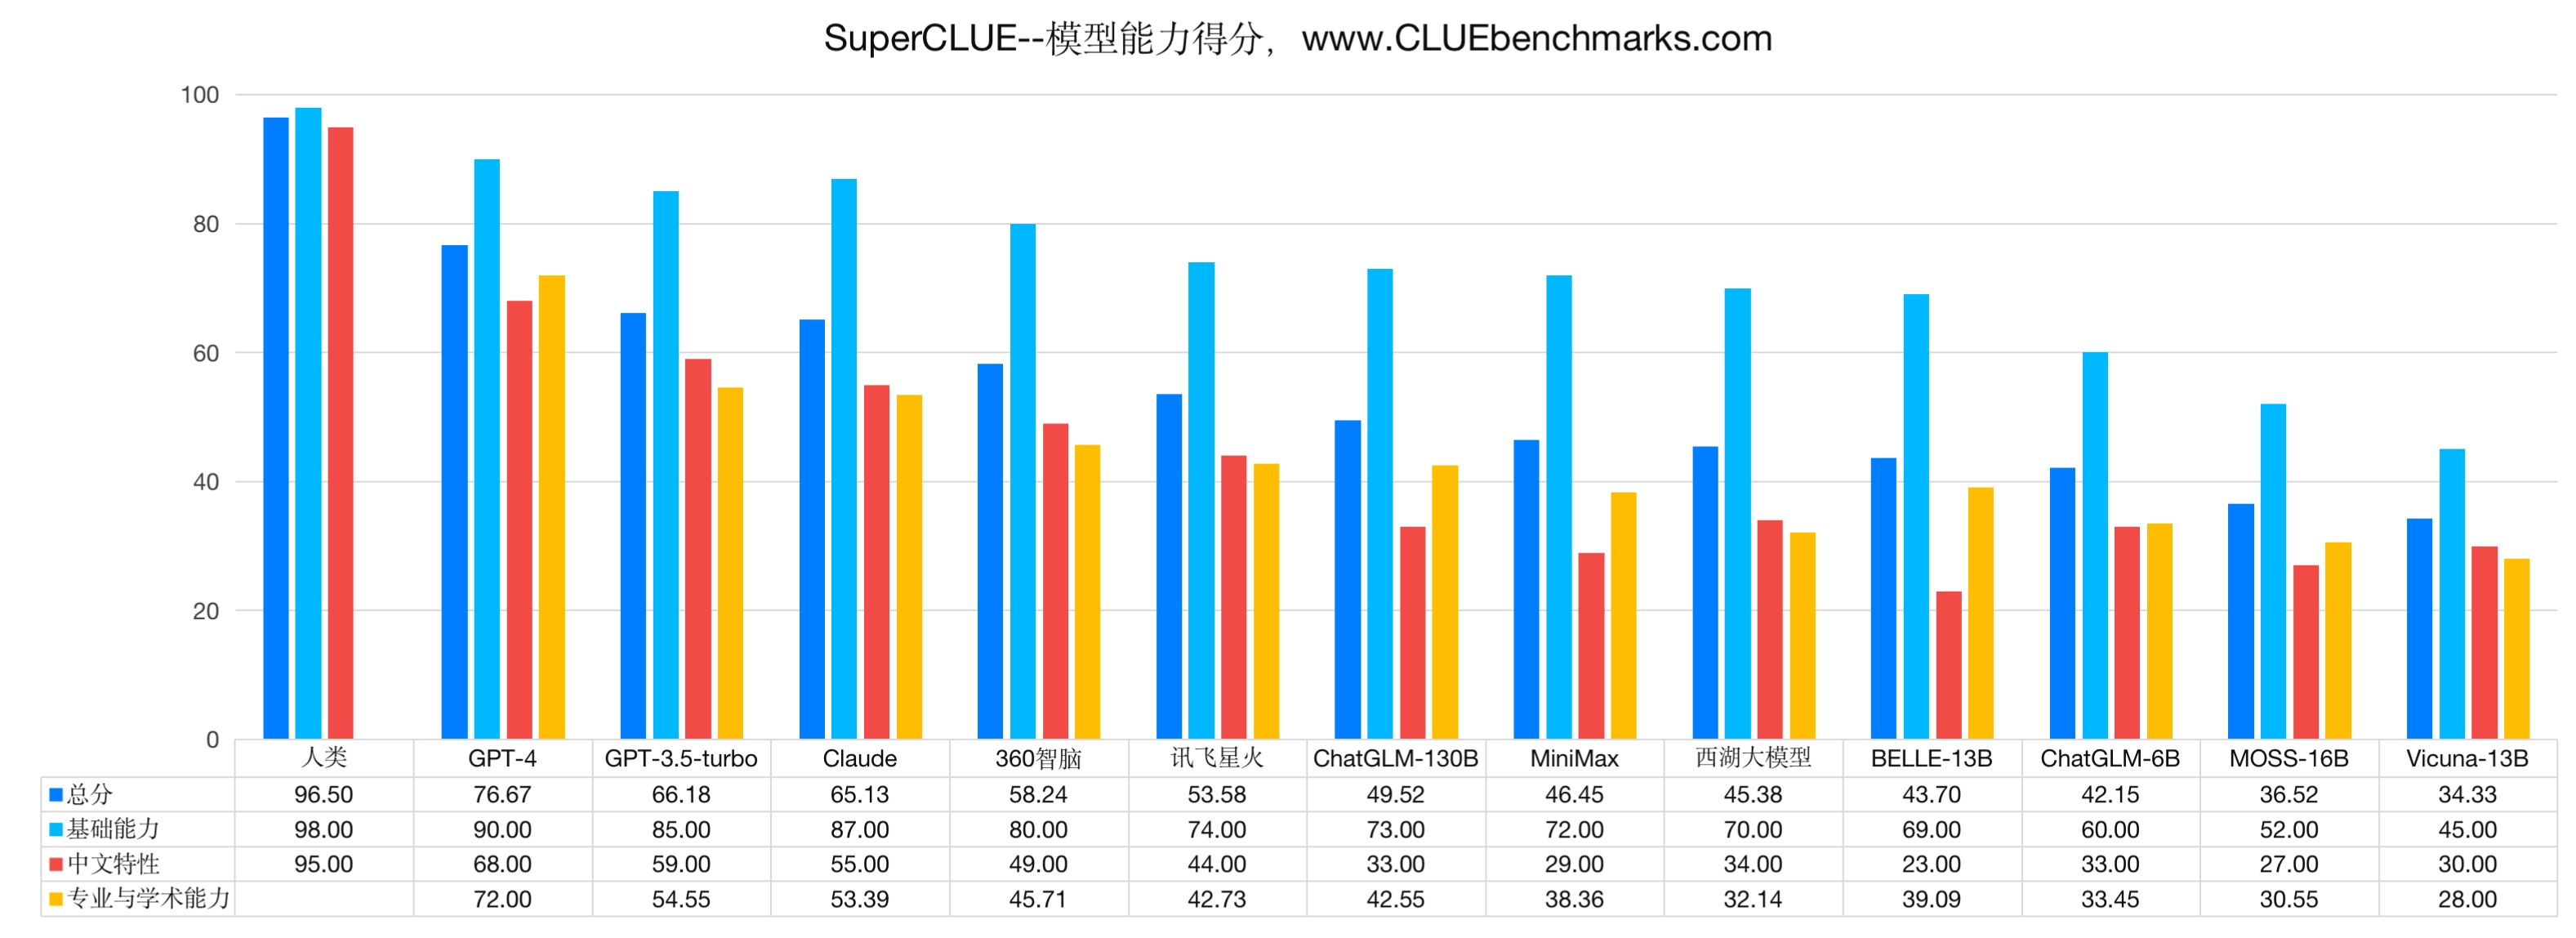 SuperCLUE--模型能力得分，www.CLUEbenchmarks.com
100
80
60
40
20
0
人类 GPT-4 GPT-3.5-turbo Claude 360智脑 讯飞星火 ChatGLM-130B MiniMax 西湖大模型 BELLE-13B ChatGLM-6B MOSS-16B Vicuna-13B
总分 96.50 76.67 66.18 65.13 58.24 53.58 49.52 46.45 45.38 43.70 42.15 36.52 34.33
基础能力 98.00 90.00 85.00 87.00 80.00 74.00 73.00 72.00 70.00 69.00 60.00 52.00 45.00
中文特性 95.00 68.00 59.00 55.00 49.00 44.00 33.00 29.00 34.00 23.00 33.00 27.00 30.00
专业与学术能力 72.00 54.55 53.39 45.71 42.73 42.55 38.36 32.14 39.09 33.45 30.55 28.00